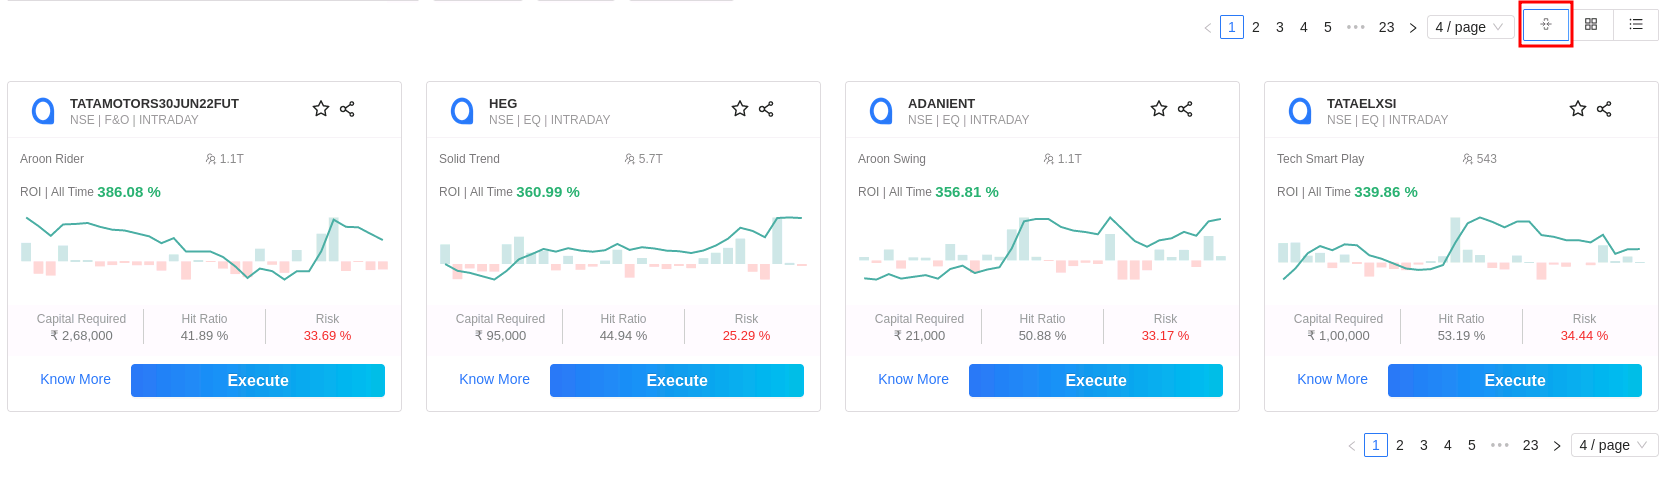 1 2 3 4 5 ••• 23 4 / page
TATAMOTORS30JUN22FUT
NSE | F&O | INTRADAY
Aroon Rider 1.1T
ROI | All Time 386.08 %
Capital Required Hit Ratio Risk
₹ 2,68,000 41.89 % 33.69 %
Know More Execute
HEG
NSE | EQ | INTRADAY
Solid Trend 5.7T
ROI | All Time 360.99 %
Capital Required Hit Ratio Risk
₹ 95,000 44.94 % 25.29 %
Know More Execute
ADANIENT
NSE | EQ | INTRADAY
Aroon Swing 1.1T
ROI | All Time 356.81 %
Capital Required Hit Ratio Risk
₹ 21,000 50.88 % 33.17 %
Know More Execute
TATAELXSI
NSE | EQ | INTRADAY
Tech Smart Play 543
ROI | All Time 339.86 %
Capital Required Hit Ratio Risk
₹ 1,00,000 53.19 % 34.44 %
Know More Execute
1 2 3 4 5 ••• 23 4 / page